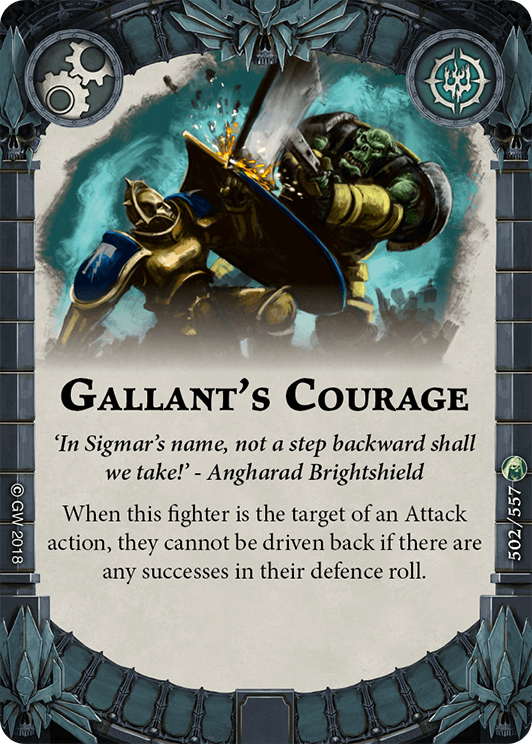 GALLANT'S COURAGE
'In Sigmar's name, not a step backward shall
we take!' - Angharad Brightshield
When this fighter is the target of an Attack
action, they cannot be driven back if there are
any successes in their defence roll.
© GW 2018
502/557